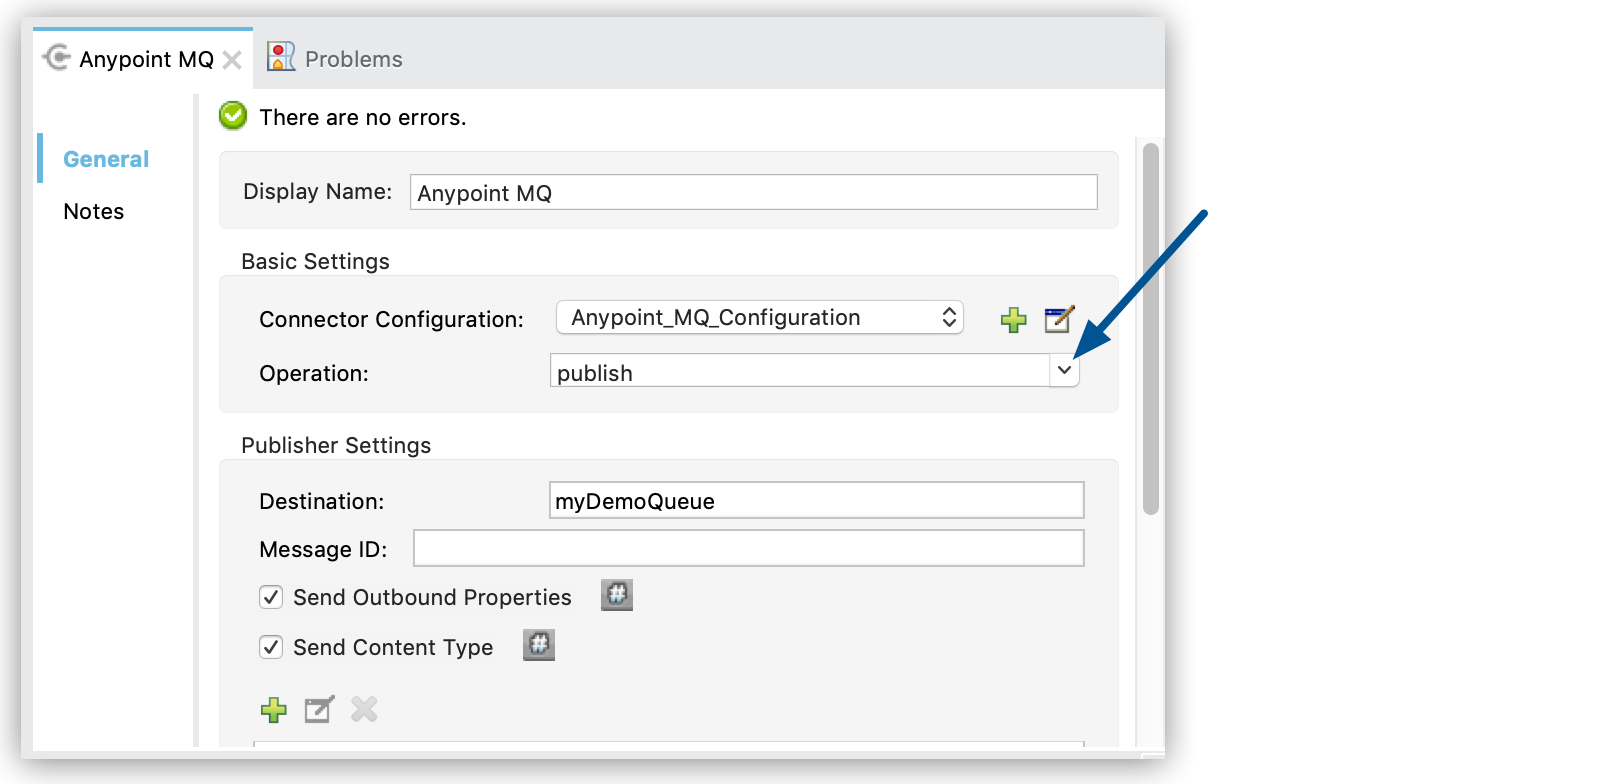 Anypoint MQ
Problems
There are no errors.
General
Notes
Display Name: Anypoint MQ
Basic Settings
Connector Configuration: Anypoint_MQ_Configuration
Operation: publish
Publisher Settings
Destination: myDemoQueue
Message ID:
Send Outbound Properties #
Send Content Type #